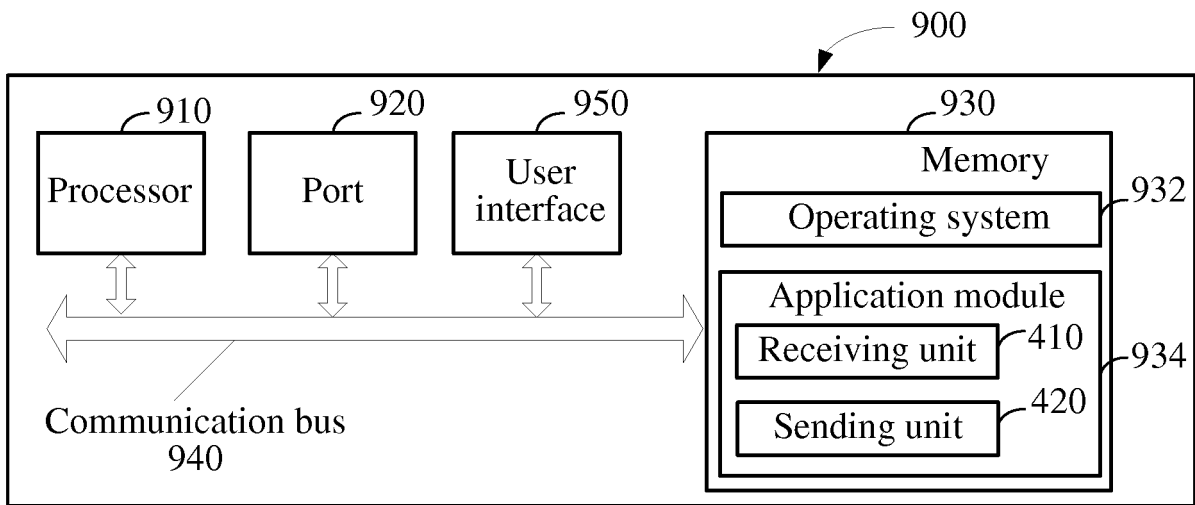 900
910
920
950
930
Processor
Port
User
interface
Memory
932
Operating system
Application module
Receiving unit
410
934
Sending unit
420
Communication bus
940